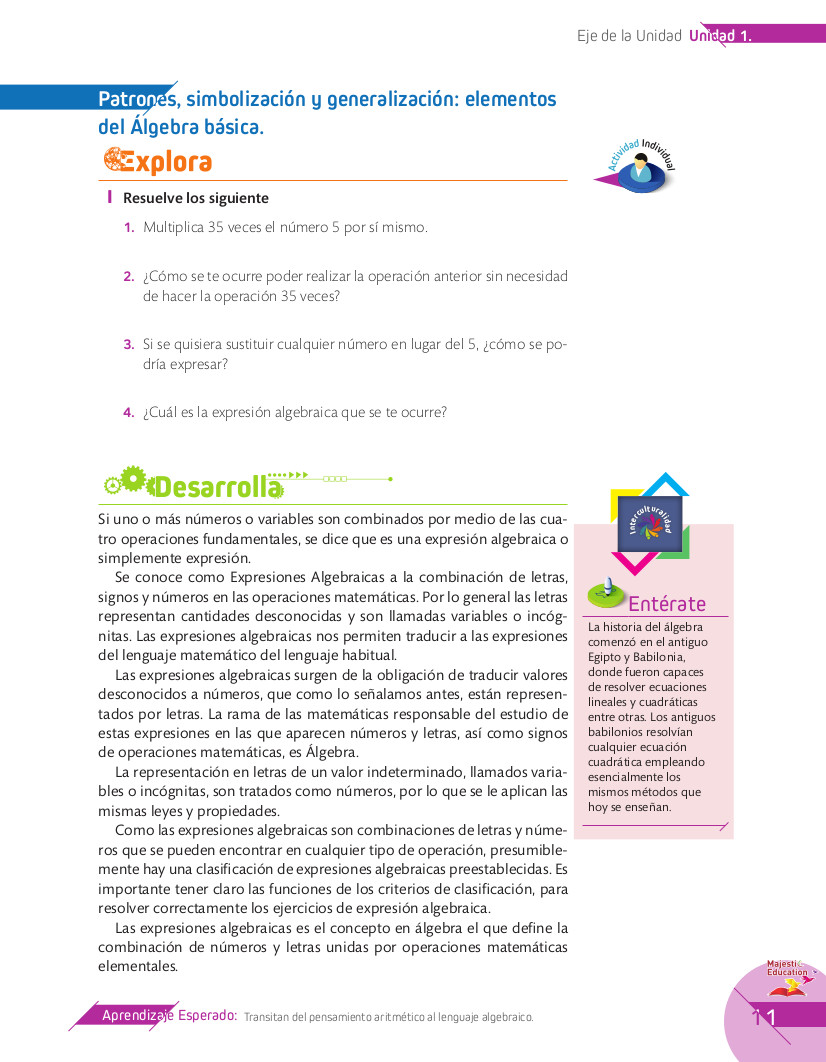 Eje de la Unidad Unidad 1.
Patrones, simbolización y generalización: elementos
del Álgebra básica.
Explora
Actividad Individual
I Resuelve los siguiente
1. Multiplica 35 veces el número 5 por sí mismo.
2. ¿Cómo se te ocurre poder realizar la operación anterior sin necesidad
de hacer la operación 35 veces?
3. Si se quisiera sustituir cualquier número en lugar del 5, ¿cómo se po-
dría expresar?
4. ¿Cuál es la expresión algebraica que se te ocurre?
Desarrolla
Si uno o más números o variables son combinados por medio de las cua-
tro operaciones fundamentales, se dice que es una expresión algebraica o
simplemente expresión.
Se conoce como Expresiones Algebraicas a la combinación de letras,
signos y números en las operaciones matemáticas. Por lo general las letras
representan cantidades desconocidas y son llamadas variables o incóg-
nitas. Las expresiones algebraicas nos permiten traducir a las expresiones
del lenguaje matemático del lenguaje habitual.
Las expresiones algebraicas surgen de la obligación de traducir valores
desconocidos a números, que como lo señalamos antes, están represen-
tados por letras. La rama de las matemáticas responsable del estudio de
estas expresiones en las que aparecen números y letras, así como signos
de operaciones matemáticas, es Álgebra.
La representación en letras de un valor indeterminado, llamados varia-
bles o incógnitas, son tratados como números, por lo que se le aplican las
mismas leyes y propiedades.
Como las expresiones algebraicas son combinaciones de letras y núme-
ros que se pueden encontrar en cualquier tipo de operación, presumible-
mente hay una clasificación de expresiones algebraicas preestablecidas. Es
importante tener claro las funciones de los criterios de clasificación, para
resolver correctamente los ejercicios de expresión algebraica.
Las expresiones algebraicas es el concepto en álgebra el que define la
combinación de números y letras unidas por operaciones matemáticas
elementales.
Interculturalidad
Entérate
La historia del álgebra
comenzó en el antiguo
Egipto y Babilonia,
donde fueron capaces
de resolver ecuaciones
lineales y cuadráticas
entre otras. Los antiguos
babilonios resolvían
cualquier ecuación
cuadrática empleando
esencialmente los
mismos métodos que
hoy se enseñan.
Majestic
Education
Aprendizaje Esperado: Transitan del pensamiento aritmético al lenguaje algebraico.
11